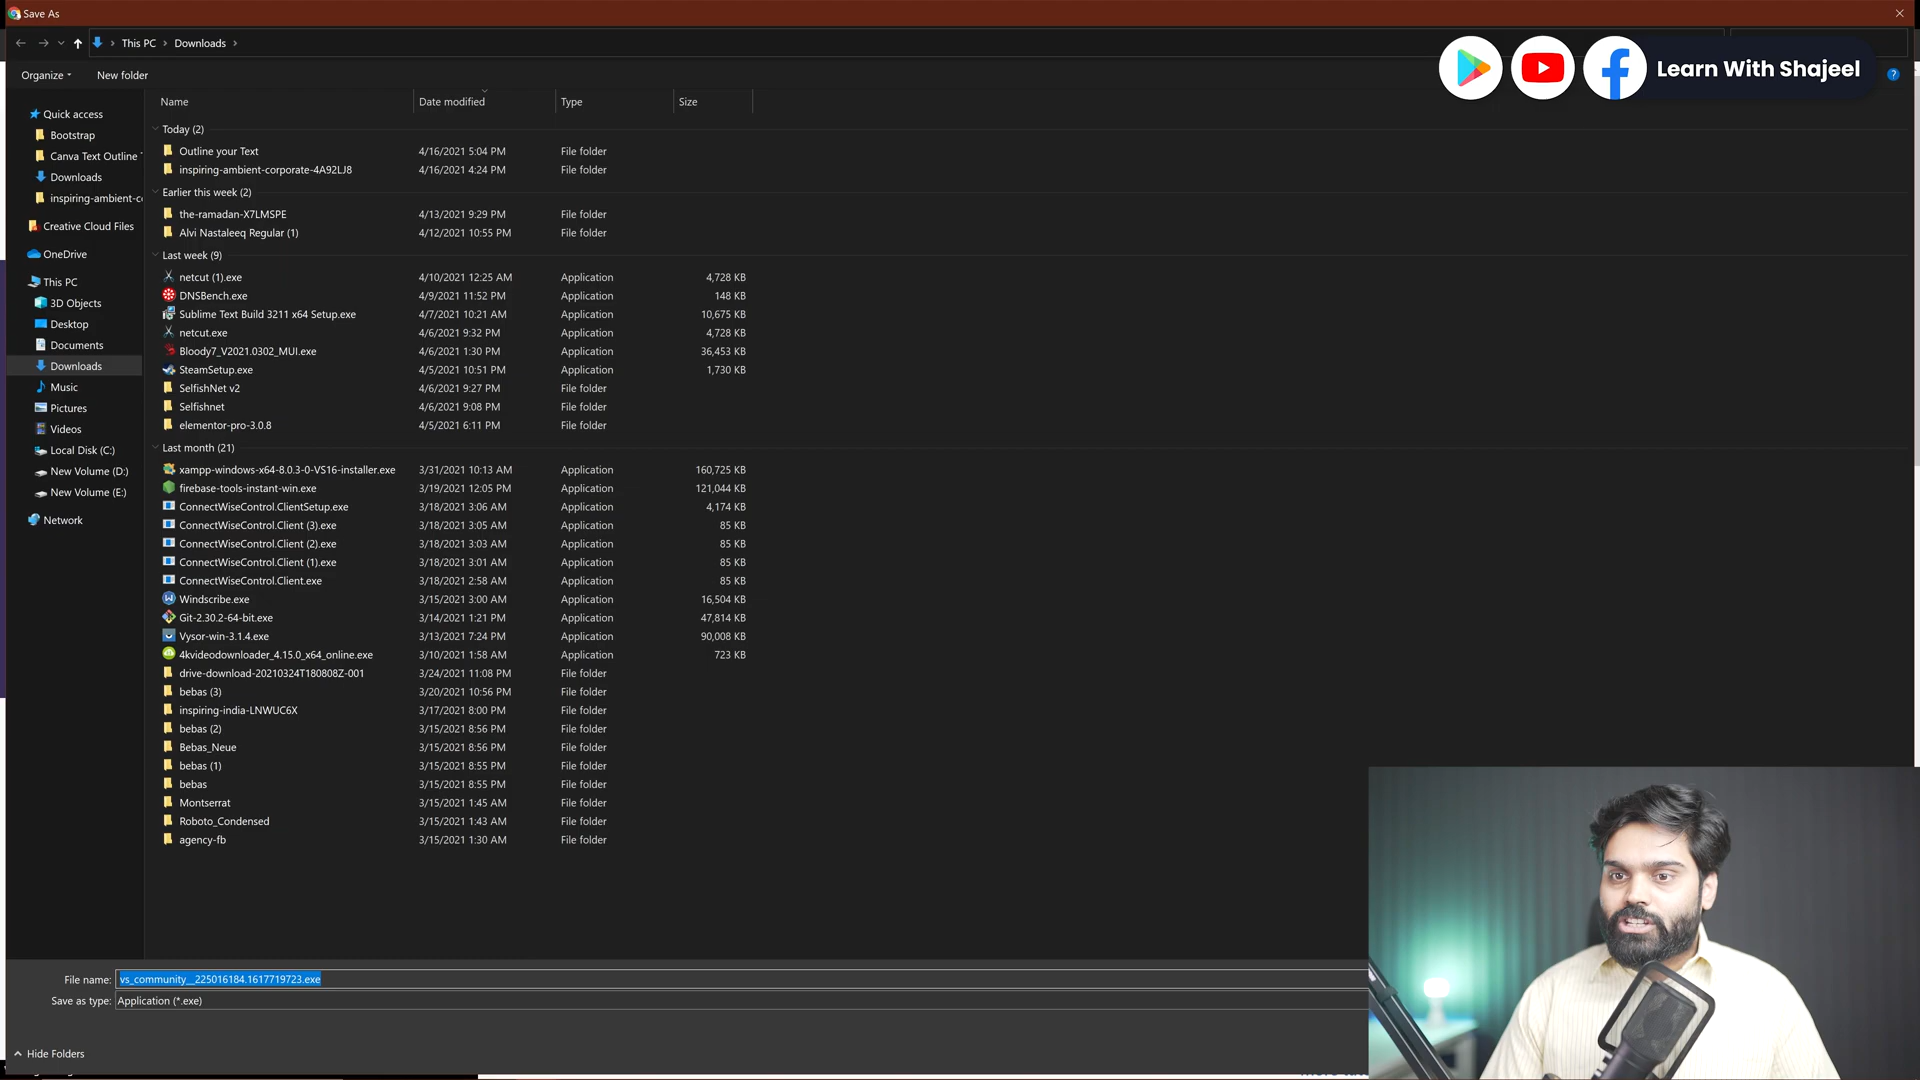 Save As
This PC > Downloads >
Learn With Shajeel
Organize
New folder
?
Name
Date modified
Type
Size
Quick access
Bootstrap
Canva Text Outline
Downloads
inspiring-ambient-c
Creative Cloud Files
OneDrive
This PC
3D Objects
Desktop
Documents
Downloads
Music
Pictures
Videos
Local Disk (C:)
New Volume (D:)
New Volume (E:)
Network
Today (2)
Outline your Text 4/16/2021 5:04 PM File folder
inspiring-ambient-corporate-4A92LJ8 4/16/2021 4:24 PM File folder
Earlier this week (2)
the-ramadan-X7LMSPE 4/13/2021 9:29 PM File folder
Alvi Nastaleeq Regular (1) 4/12/2021 10:55 PM File folder
Last week (9)
netcut (1).exe 4/10/2021 12:25 AM Application 4,728 KB
DNSBench.exe 4/9/2021 11:52 PM Application 148 KB
Sublime Text Build 3211 x64 Setup.exe 4/7/2021 10:21 AM Application 10,675 KB
netcut.exe 4/6/2021 9:32 PM Application 4,728 KB
Bloody7_V2021.0302_MUI.exe 4/6/2021 1:30 PM Application 36,453 KB
SteamSetup.exe 4/5/2021 10:51 PM Application 1,730 KB
SelfishNet v2 4/6/2021 9:27 PM File folder
Selfishnet 4/6/2021 9:08 PM File folder
elementor-pro-3.0.8 4/5/2021 6:11 PM File folder
Last month (21)
xampp-windows-x64-8.0.3-0-VS16-installer.exe 3/31/2021 10:13 AM Application 160,725 KB
firebase-tools-instant-win.exe 3/19/2021 12:05 PM Application 121,044 KB
ConnectWiseControl.ClientSetup.exe 3/18/2021 3:06 AM Application 4,174 KB
ConnectWiseControl.Client (3).exe 3/18/2021 3:05 AM Application 85 KB
ConnectWiseControl.Client (2).exe 3/18/2021 3:03 AM Application 85 KB
ConnectWiseControl.Client (1).exe 3/18/2021 3:01 AM Application 85 KB
ConnectWiseControl.Client.exe 3/18/2021 2:58 AM Application 85 KB
Windscribe.exe 3/15/2021 3:00 AM Application 16,504 KB
Git-2.30.2-64-bit.exe 3/14/2021 1:21 PM Application 47,814 KB
Vysor-win-3.1.4.exe 3/13/2021 7:24 PM Application 90,008 KB
4kvideodownloader_4.15.0_x64_online.exe 3/10/2021 1:58 AM Application 723 KB
drive-download-20210324T180808Z-001 3/24/2021 11:08 PM File folder
bebas (3) 3/20/2021 10:56 PM File folder
inspiring-india-LNWUC6X 3/17/2021 8:00 PM File folder
bebas (2) 3/15/2021 8:56 PM File folder
Bebas_Neue 3/15/2021 8:56 PM File folder
bebas (1) 3/15/2021 8:55 PM File folder
bebas 3/15/2021 8:55 PM File folder
Montserrat 3/15/2021 1:45 AM File folder
Roboto_Condensed 3/15/2021 1:43 AM File folder
agency-fb 3/15/2021 1:30 AM File folder
File name: vs_community__225016184.1617719723.exe
Save as type: Application (*.exe)
Hide Folders